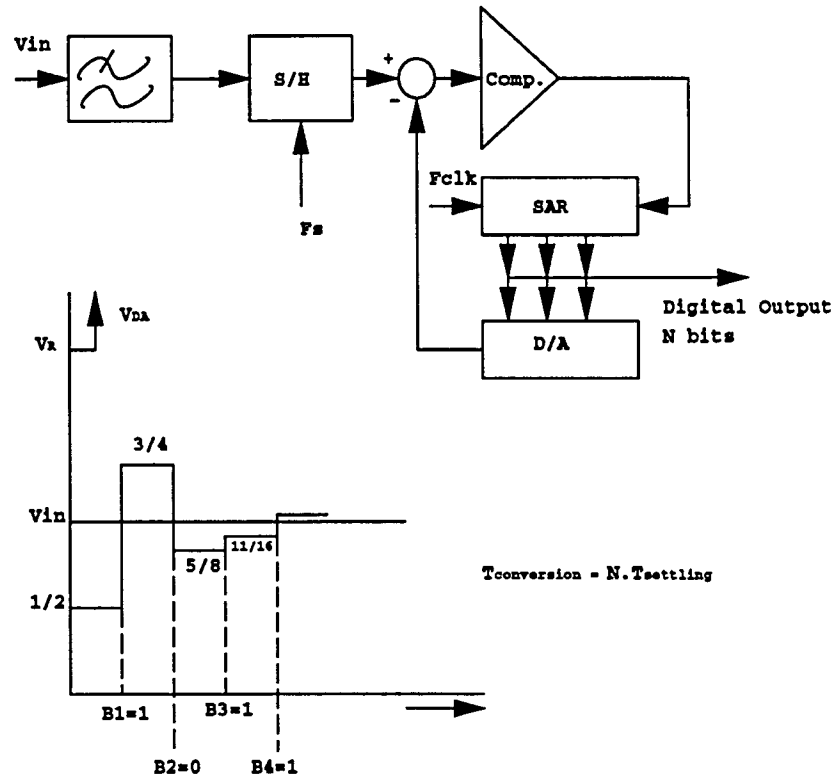 Vin
S/H
+
-
Comp.
Fs
Fclk
SAR
Digital Output
N bits
D/A
VDA
VR
3/4
Vin
5/8
11/16
1/2
Tconversion = N.Tsettling
B1=1
B3=1
B2=0
B4=1